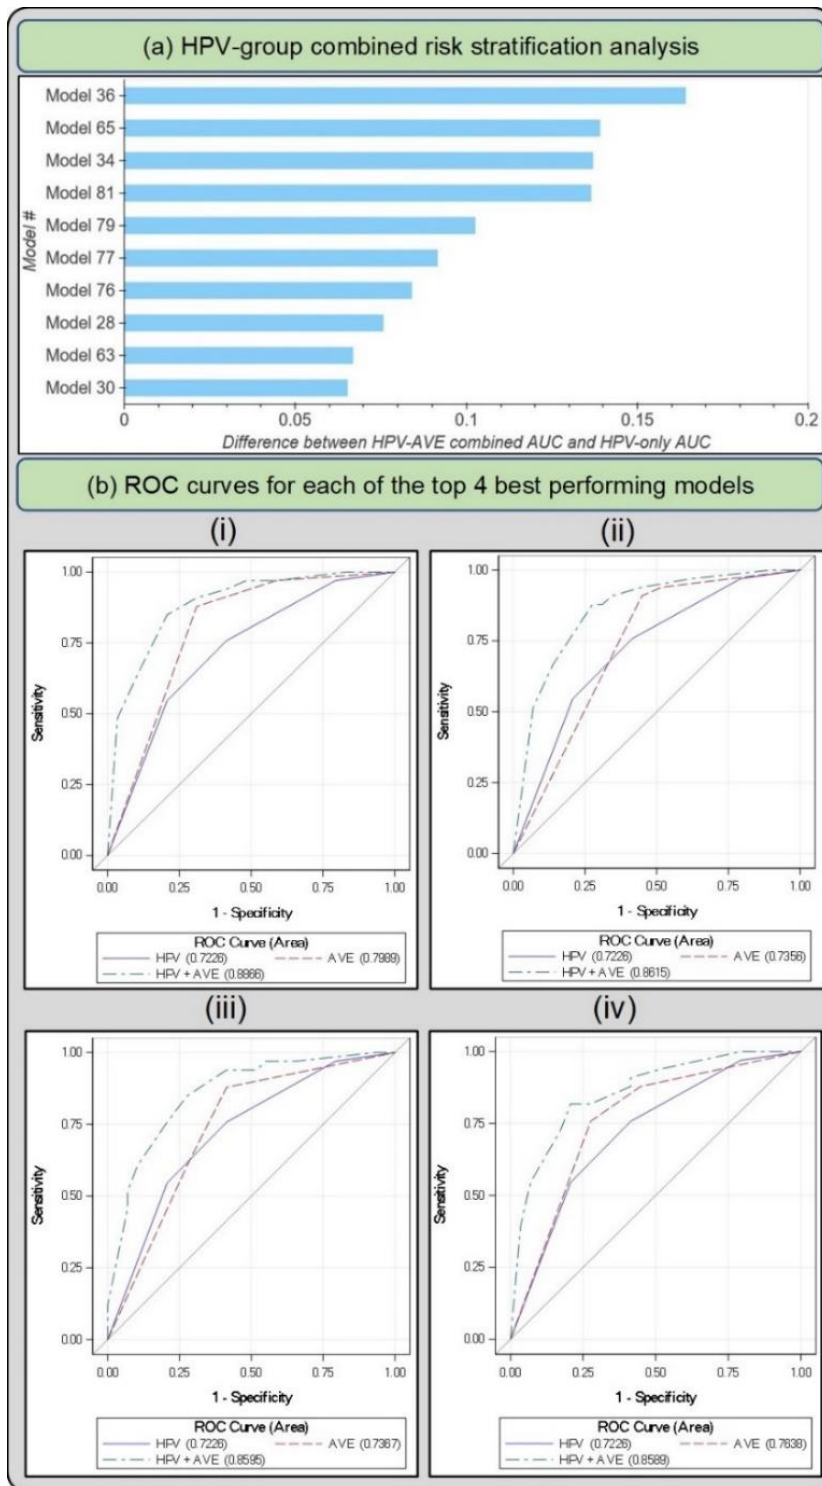 (a) HPV-group combined risk stratification analysis
Model #
Model 36
Model 65
Model 34
Model 81
Model 79
Model 77
Model 76
Model 28
Model 63
Model 30
0 0.05 0.1 0.15 0.2
Difference between HPV-AVE combined AUC and HPV-only AUC
(b) ROC curves for each of the top 4 best performing models
(i)
Sensitivity
1.00
0.75
0.50
0.25
0.00
0.00 0.25 0.50 0.75 1.00
1 - Specificity
ROC Curve (Area)
HPV (0.7226) AVE (0.7989)
HPV + AVE (0.8866)
(ii)
Sensitivity
1.00
0.75
0.50
0.25
0.00
0.00 0.25 0.50 0.75 1.00
1 - Specificity
ROC Curve (Area)
HPV (0.7226) AVE (0.7356)
HPV + AVE (0.8615)
(iii)
Sensitivity
1.00
0.75
0.50
0.25
0.00
0.00 0.25 0.50 0.75 1.00
1 - Specificity
ROC Curve (Area)
HPV (0.7226) AVE (0.7367)
HPV + AVE (0.8595)
(iv)
Sensitivity
1.00
0.75
0.50
0.25
0.00
0.00 0.25 0.50 0.75 1.00
1 - Specificity
ROC Curve (Area)
HPV (0.7226) AVE (0.7638)
HPV + AVE (0.8589)